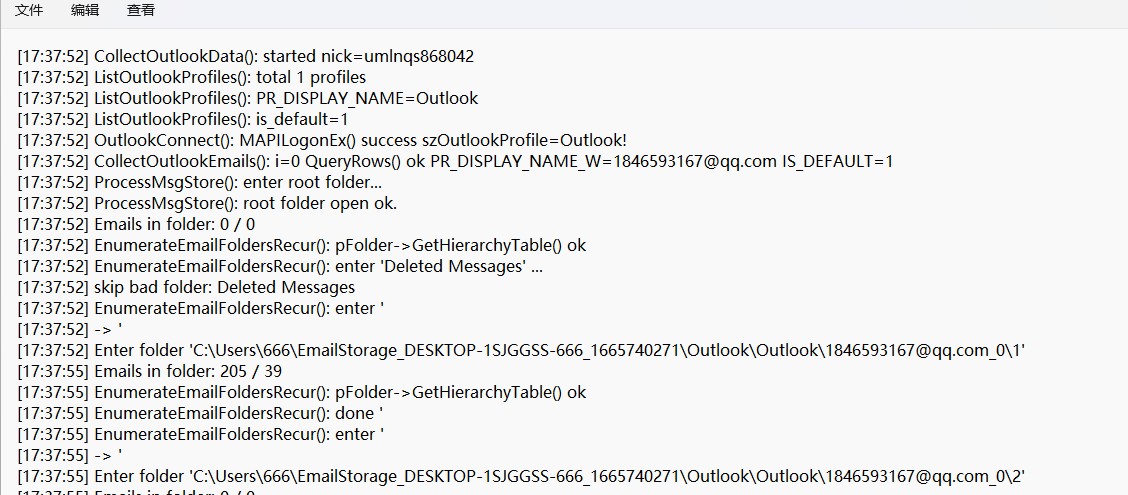 文件 编辑 查看
[17:37:52] CollectOutlookData(): started nick=umlnqs868042
[17:37:52] ListOutlookProfiles(): total 1 profiles
[17:37:52] ListOutlookProfiles(): PR_DISPLAY_NAME=Outlook
[17:37:52] ListOutlookProfiles(): is_default=1
[17:37:52] OutlookConnect(): MAPILogonEx() success szOutlookProfile=Outlook!
[17:37:52] CollectOutlookEmails(): i=0 QueryRows() ok PR_DISPLAY_NAME_W=1846593167@qq.com IS_DEFAULT=1
[17:37:52] ProcessMsgStore(): enter root folder...
[17:37:52] ProcessMsgStore(): root folder open ok.
[17:37:52] Emails in folder: 0 / 0
[17:37:52] EnumerateEmailFoldersRecur(): pFolder->GetHierarchyTable() ok
[17:37:52] EnumerateEmailFoldersRecur(): enter 'Deleted Messages' ...
[17:37:52] skip bad folder: Deleted Messages
[17:37:52] EnumerateEmailFoldersRecur(): enter '
[17:37:52] -> '
[17:37:52] Enter folder 'C:\Users\666\EmailStorage_DESKTOP-1SJGGSS-666_1665740271\Outlook\Outlook\1846593167@qq.com_0\1'
[17:37:55] Emails in folder: 205 / 39
[17:37:55] EnumerateEmailFoldersRecur(): pFolder->GetHierarchyTable() ok
[17:37:55] EnumerateEmailFoldersRecur(): done '
[17:37:55] EnumerateEmailFoldersRecur(): enter '
[17:37:55] -> '
[17:37:55] Enter folder 'C:\Users\666\EmailStorage_DESKTOP-1SJGGSS-666_1665740271\Outlook\Outlook\1846593167@qq.com_0\2'
[17:37:55] Emails in folder: 0 / 0